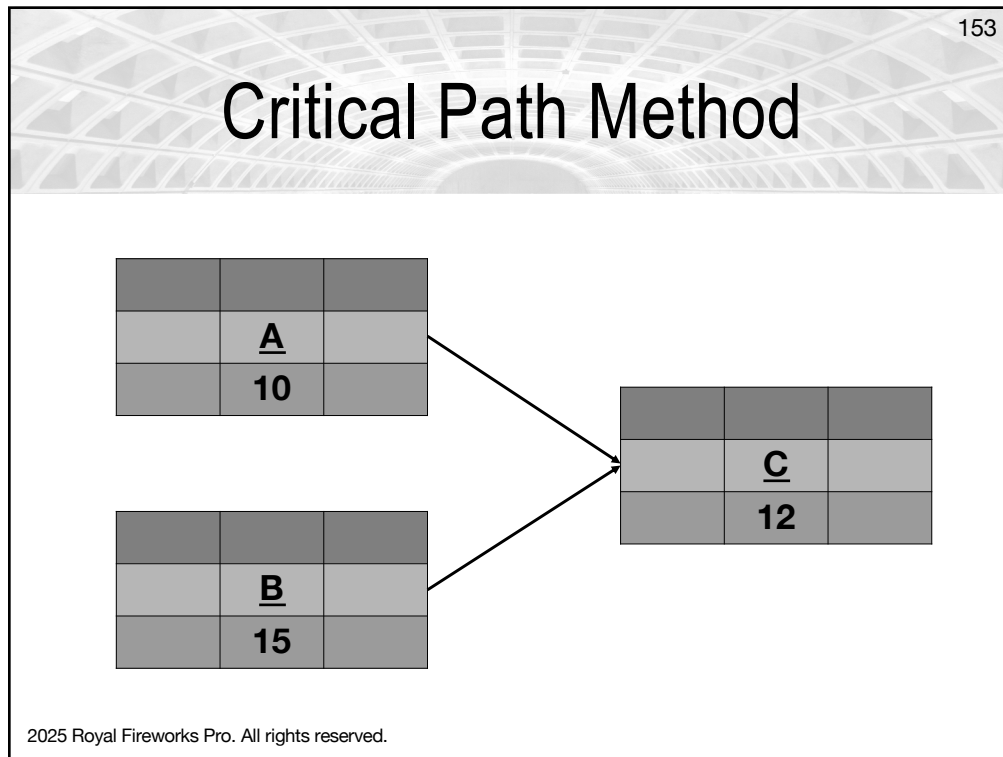 153
Critical Path Method
A
10
B
15
C
12
2025 Royal Fireworks Pro. All rights reserved.